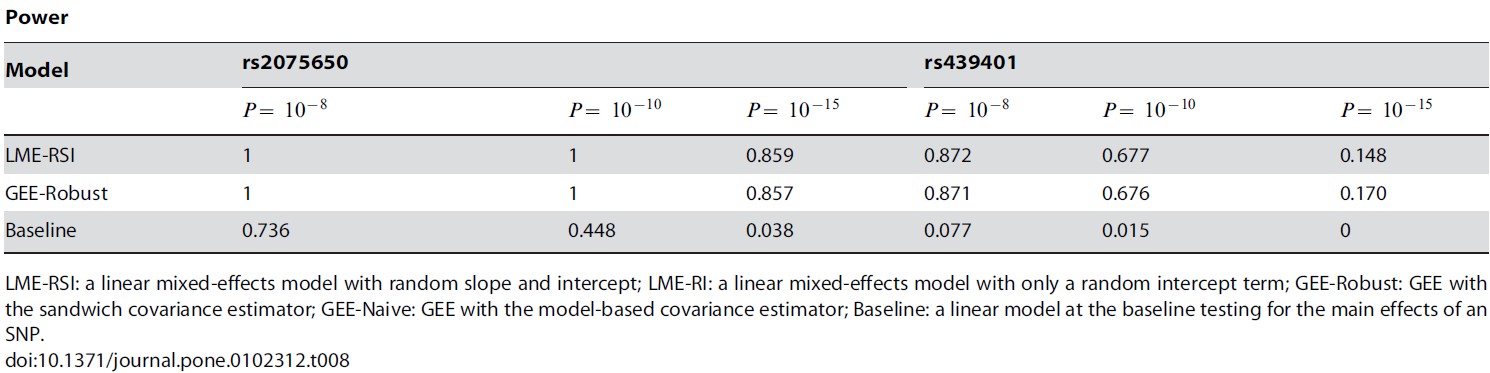 Power
Model rs2075650 rs439401
P = 10⁻⁸ P = 10⁻¹⁰ P = 10⁻¹⁵ P = 10⁻⁸ P = 10⁻¹⁰ P = 10⁻¹⁵
LME-RSI 1 1 0.859 0.872 0.677 0.148
GEE-Robust 1 1 0.857 0.871 0.676 0.170
Baseline 0.736 0.448 0.038 0.077 0.015 0
LME-RSI: a linear mixed-effects model with random slope and intercept; LME-RI: a linear mixed-effects model with only a random intercept term; GEE-Robust: GEE with
the sandwich covariance estimator; GEE-Naive: GEE with the model-based covariance estimator; Baseline: a linear model at the baseline testing for the main effects of an
SNP.
doi:10.1371/journal.pone.0102312.t008